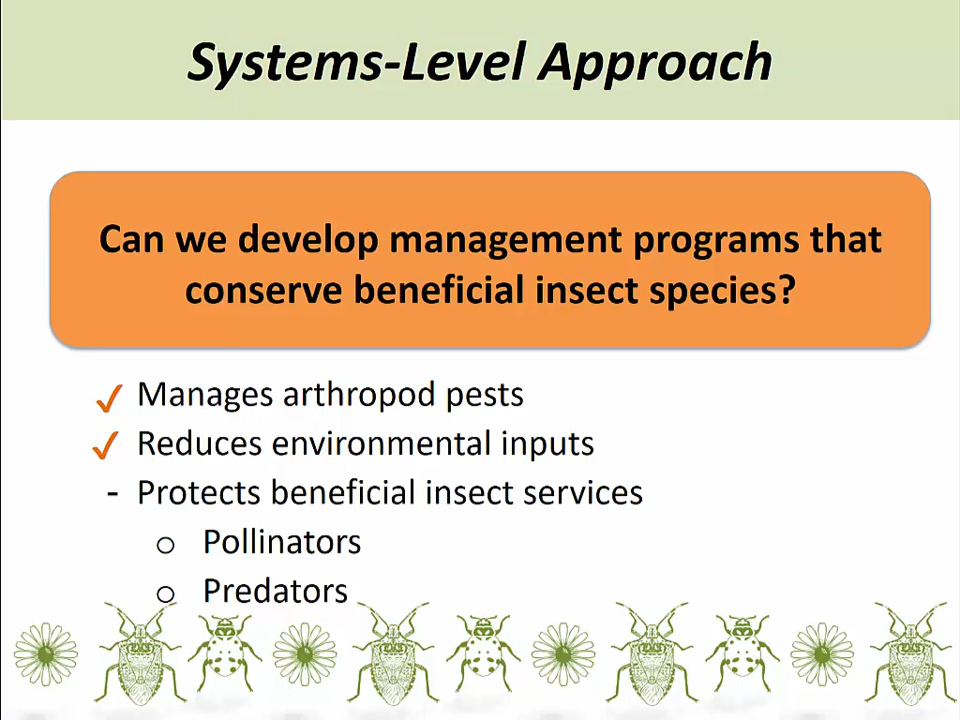 Systems-Level Approach
Can we develop management programs that
conserve beneficial insect species?
✓ Manages arthropod pests
✓ Reduces environmental inputs
- Protects beneficial insect services
o Pollinators
o Predators